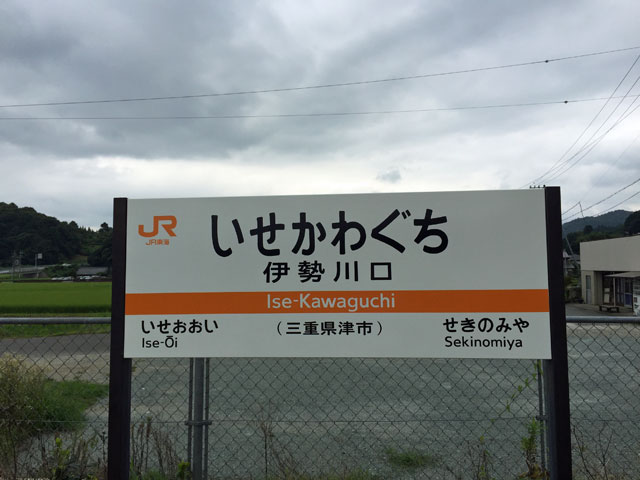 JR
JR東海
いせかわぐち
伊勢川口
Ise-Kawaguchi
いせおおい
Ise-Ōi
（三重県津市）
せきのみや
Sekinomiya